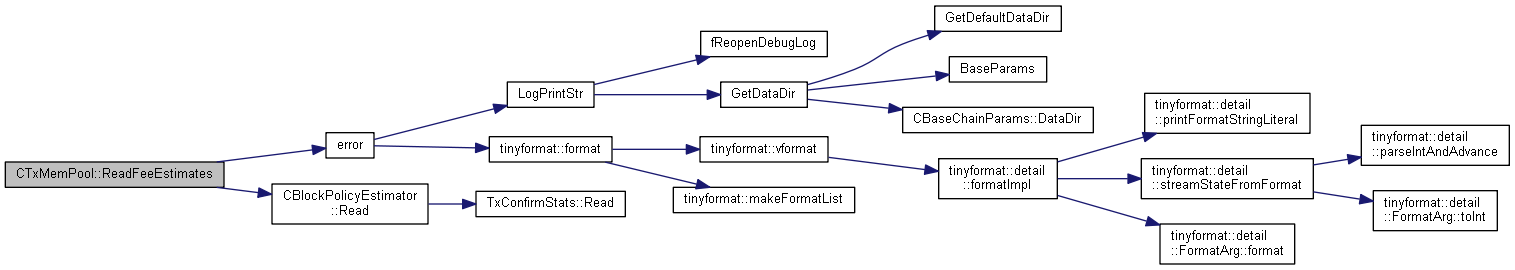 CTxMemPool::ReadFeeEstimates
error
CBlockPolicyEstimator
::Read
LogPrintStr
tinyformat::format
TxConfirmStats::Read
fReopenDebugLog
GetDataDir
tinyformat::vformat
tinyformat::makeFormatList
GetDefaultDataDir
BaseParams
CBaseChainParams::DataDir
tinyformat::detail
::formatImpl
tinyformat::detail
::printFormatStringLiteral
tinyformat::detail
::streamStateFromFormat
tinyformat::detail
::FormatArg::format
tinyformat::detail
::parseIntAndAdvance
tinyformat::detail
::FormatArg::toInt